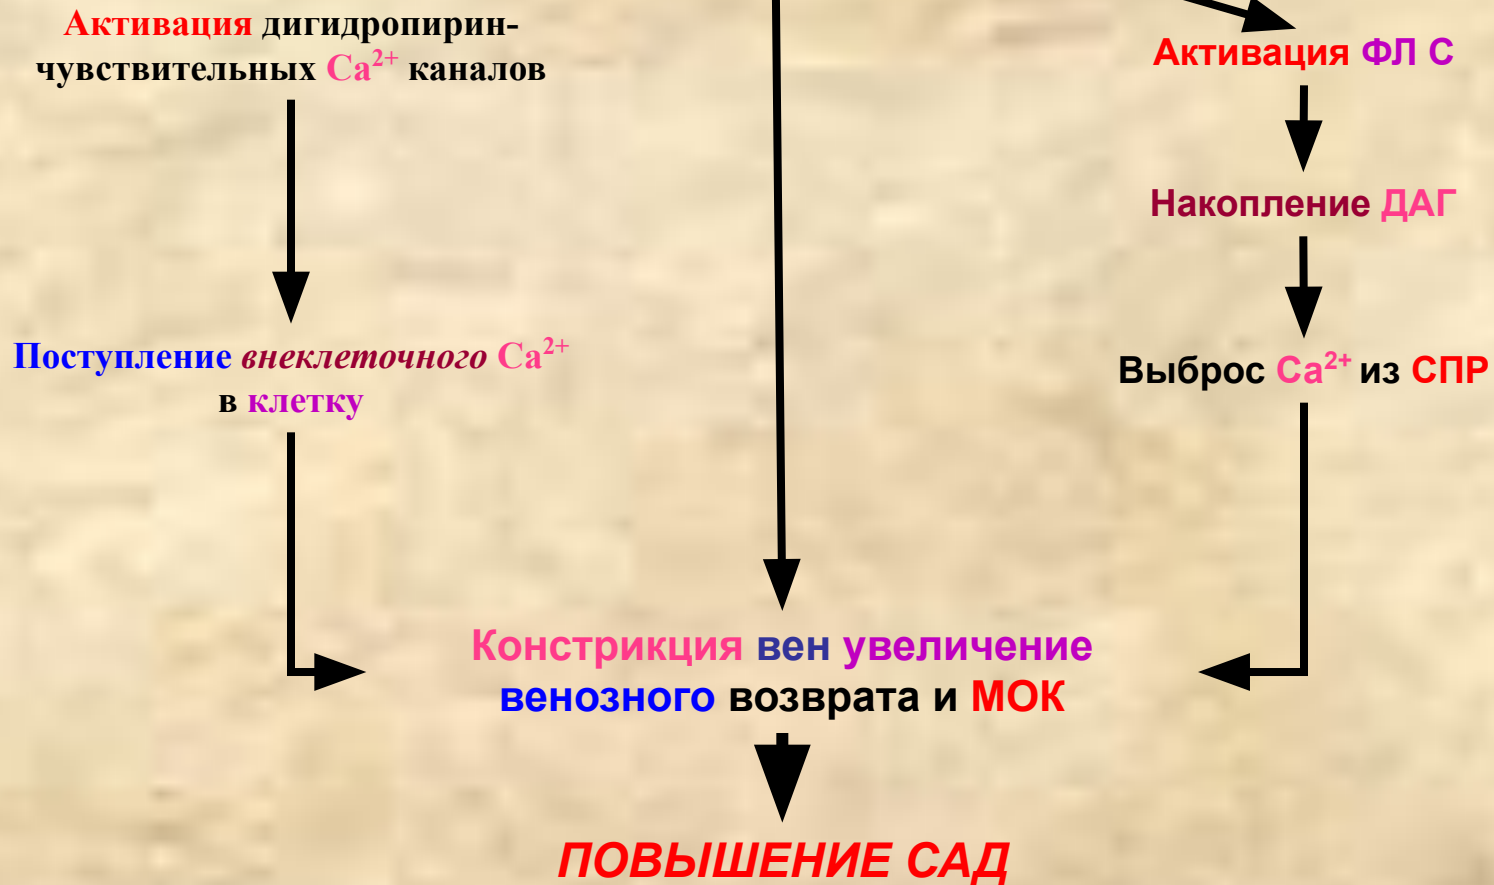 Активация дигидропирин-
чувствительных Ca²⁺ каналов
Активация ФЛ С
Накопление ДАГ
Поступление внеклеточного Ca²⁺
в клетку
Выброс Ca²⁺ из СПР
Констрикция вен увеличение
венозного возврата и МОК
ПОВЫШЕНИЕ САД